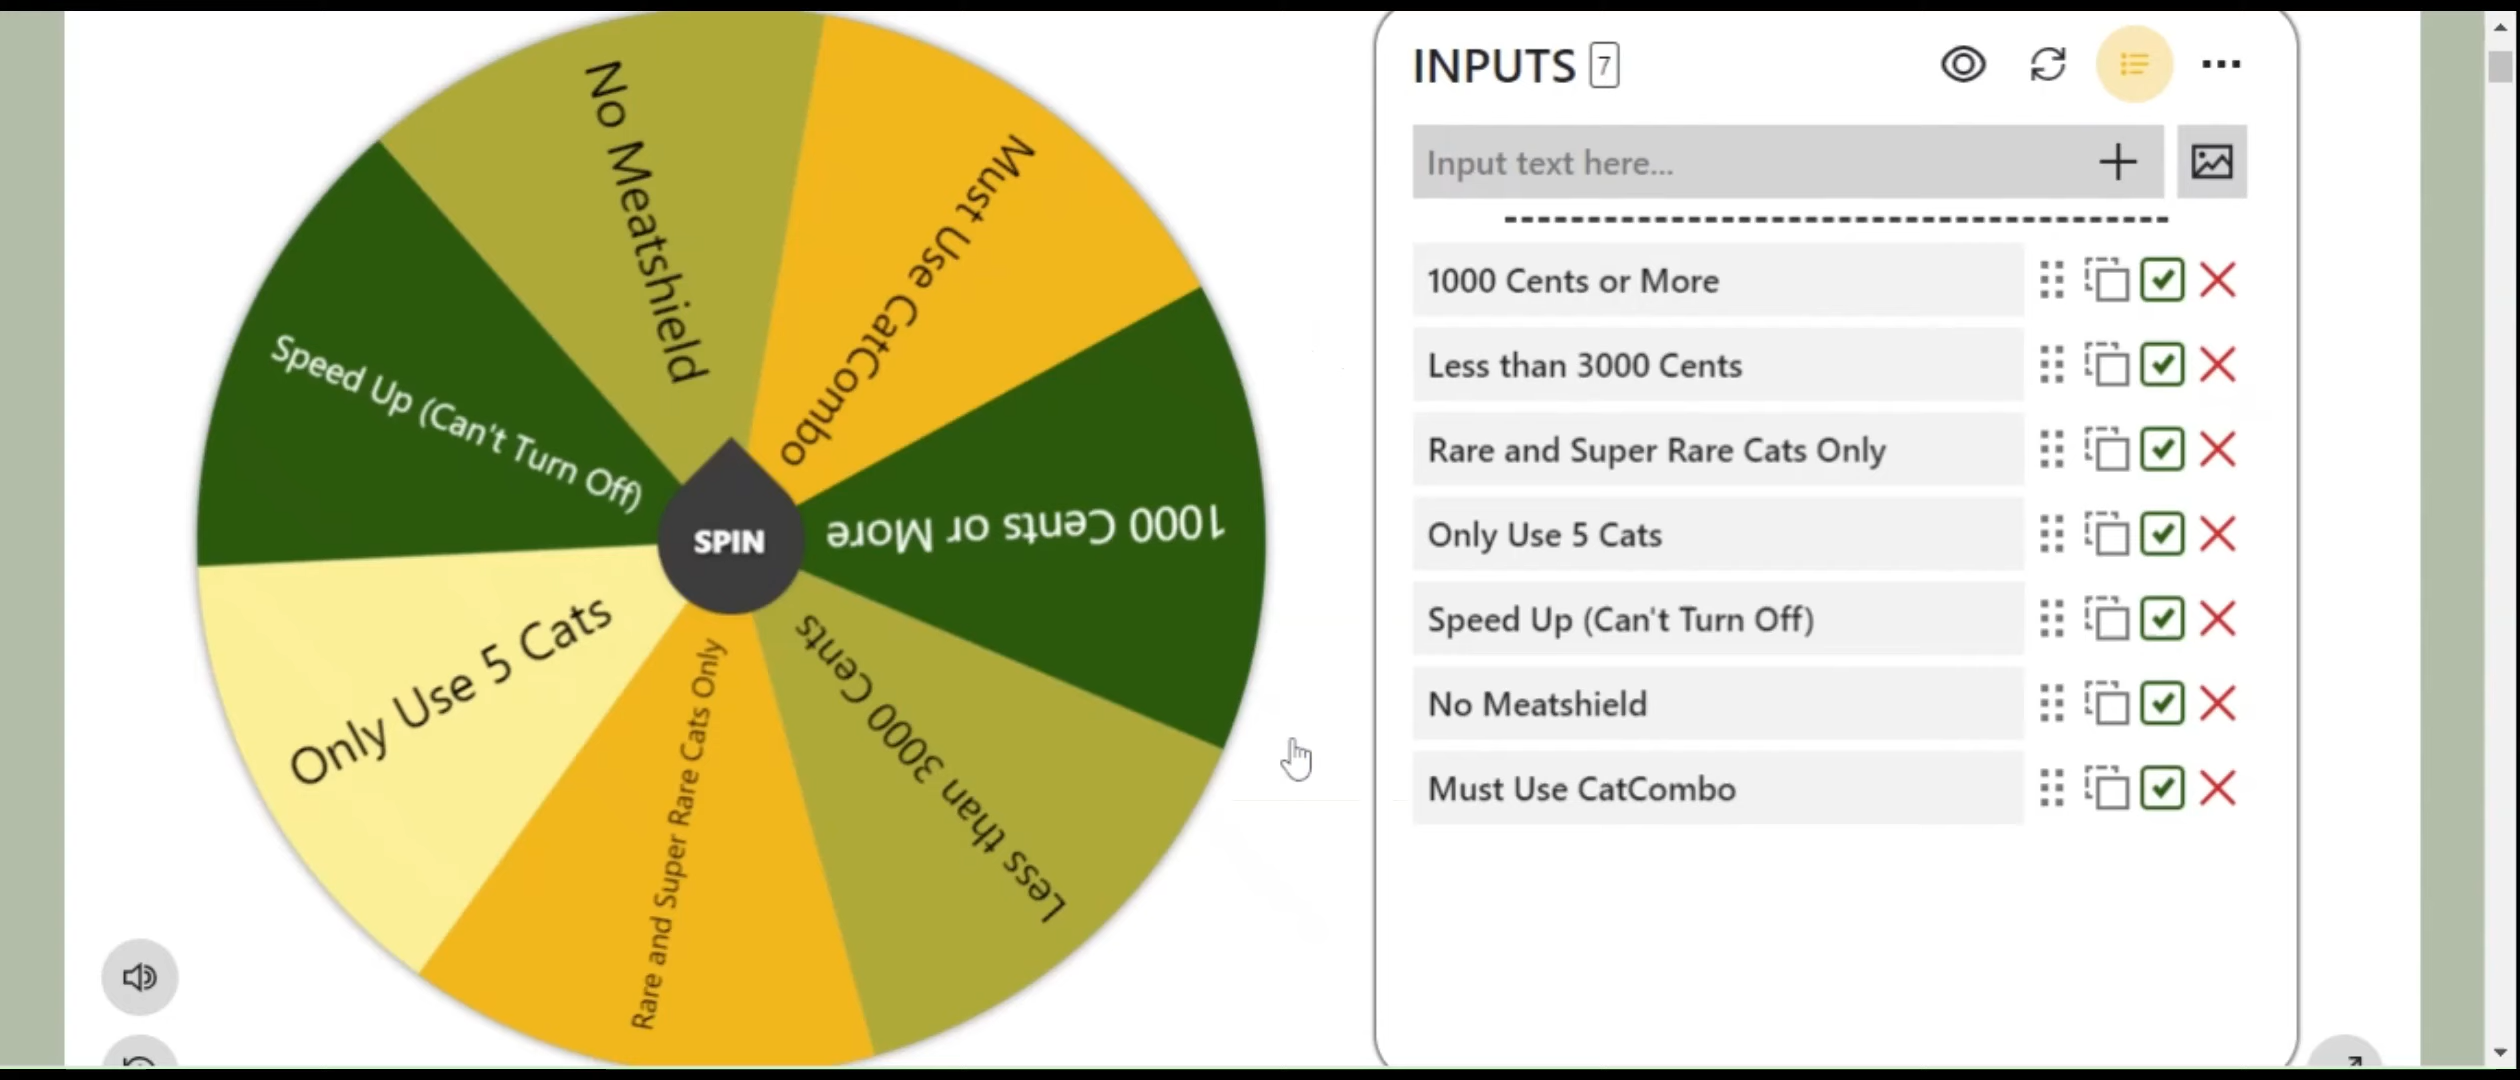 No Meatshield
Must Use CatCombo
Speed Up (Can't Turn Off)
1000 Cents or More
SPIN
Only Use 5 Cats
Rare and Super Rare Cats Only
Less than 3000 Cents
INPUTS 7
Input text here...
1000 Cents or More
Less than 3000 Cents
Rare and Super Rare Cats Only
Only Use 5 Cats
Speed Up (Can't Turn Off)
No Meatshield
Must Use CatCombo